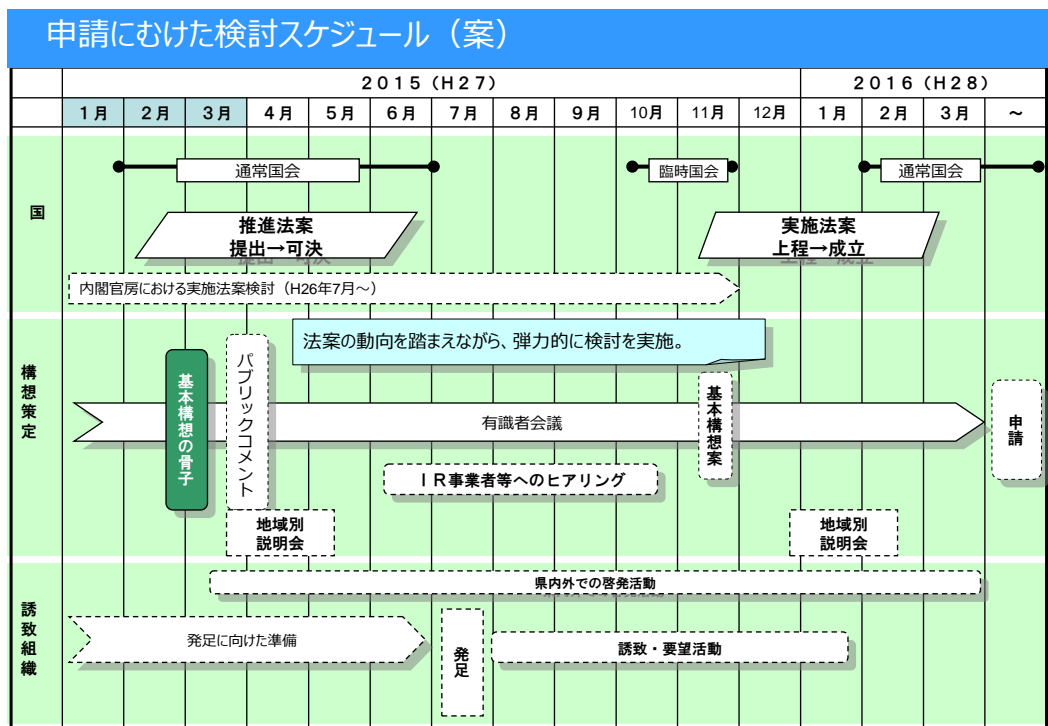 申請にむけた検討スケジュール（案）
２０１５（H２７）
２０１６（H２８）
１月 ２月 ３月 ４月 ５月 ６月 ７月 ８月 ９月 10月 11月 12月 １月 ２月 ３月 ～
国
通常国会
臨時国会
通常国会
推進法案
提出→可決
実施法案
上程→成立
内閣官房における実施法案検討（H26年7月～）
構想策定
法案の動向を踏まえながら、弾力的に検討を実施。
基本構想の骨子
パブリックコメント
有識者会議
基本構想案
申請
ＩＲ事業者等へのヒアリング
地域別
説明会
地域別
説明会
誘致組織
県内外での啓発活動
発足に向けた準備
発足
誘致・要望活動